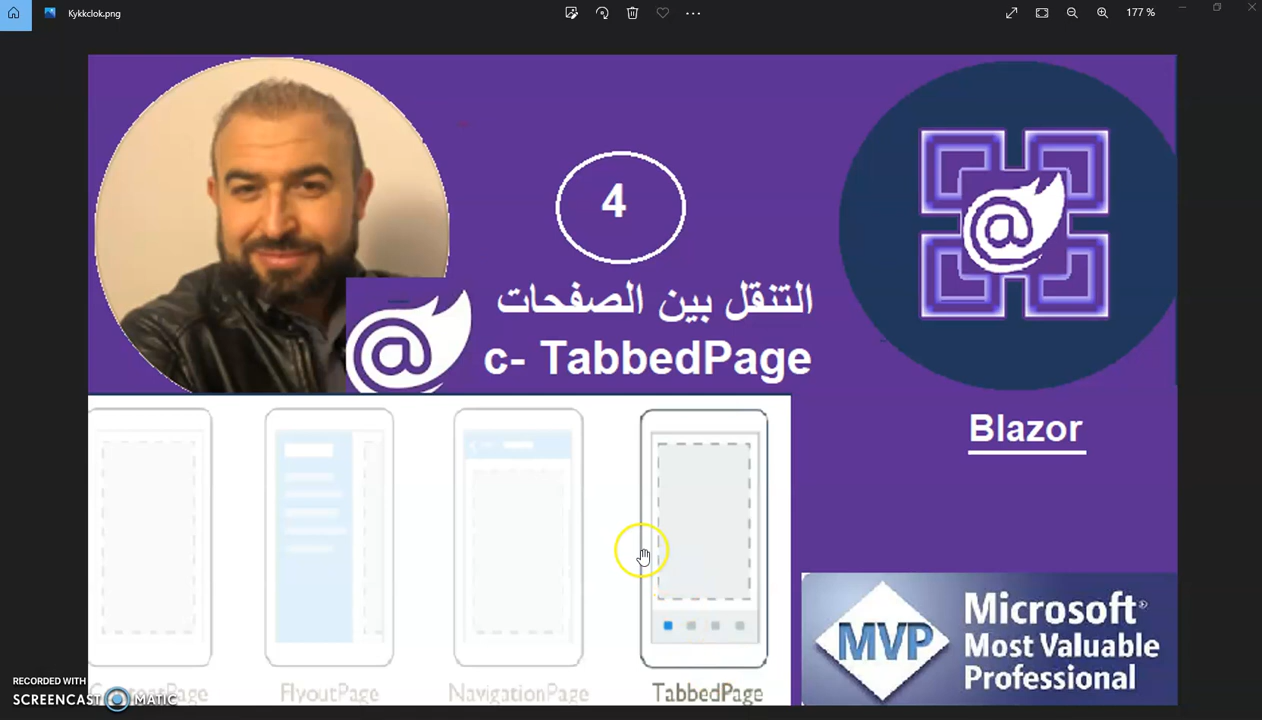 Kykkclok.png
177 %
4
التنقل بين الصفحات
c- TabbedPage
Blazor
FlyoutPage
NavigationPage
TabbedPage
MVP
Microsoft®
Most Valuable
Professional
RECORDED WITH
SCREENCAST MATIC